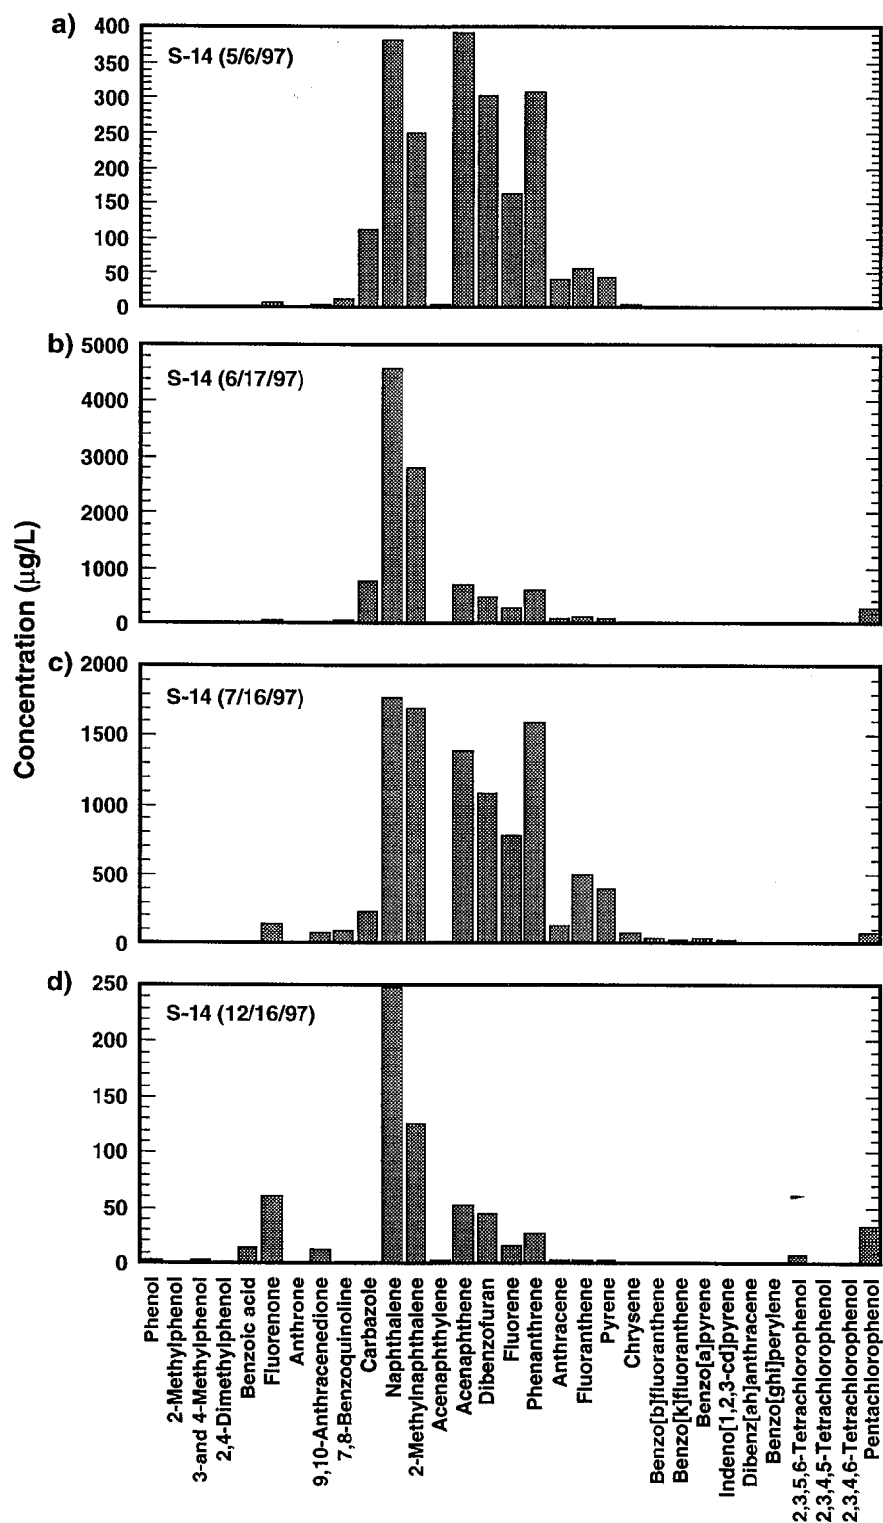 Concentration (μg/L)
a)
S-14 (5/6/97)
400
350
300
250
200
150
100
50
0
b)
S-14 (6/17/97)
5000
4000
3000
2000
1000
0
c)
S-14 (7/16/97)
2000
1500
1000
500
0
d)
S-14 (12/16/97)
250
200
150
100
50
0
Phenol
2-Methylphenol
3-and 4-Methylphenol
2,4-Dimethylphenol
Benzoic acid
Fluorenone
Anthrone
9,10-Anthracenedione
7,8-Benzoquinoline
Carbazole
Naphthalene
2-Methylnaphthalene
Acenaphthylene
Acenaphthene
Dibenzofuran
Fluorene
Phenanthrene
Anthracene
Fluoranthene
Pyrene
Chrysene
Benzo[b]fluoranthene
Benzo[k]fluoranthene
Benzo[a]pyrene
Indeno[1,2,3-cd]pyrene
Dibenz[ah]anthracene
Benzo[ghi]perylene
2,3,5,6-Tetrachlorophenol
2,3,4,5-Tetrachlorophenol
2,3,4,6-Tetrachlorophenol
Pentachlorophenol